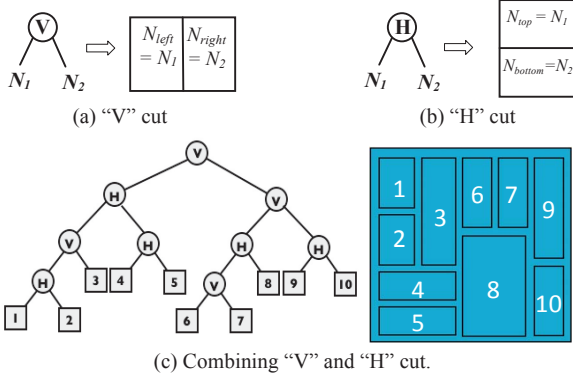 V
N1 N2
Nleft = N1
Nright = N2
(a) “V” cut
H
N1 N2
Ntop = N1
Nbottom=N2
(b) “H” cut
V
H V
V H H H
H 3 4 5 V 8 9 10
1 2 6 7
1 2 3 4 5 6 7 8 9 10
(c) Combining “V” and “H” cut.